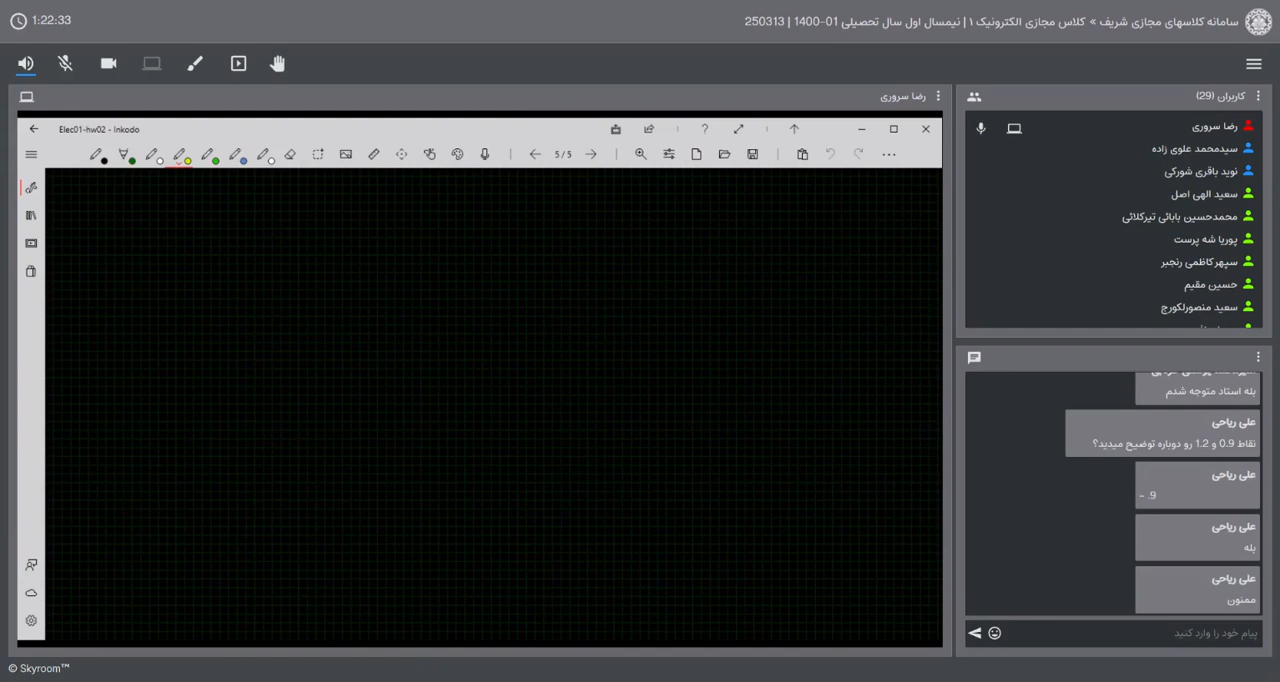 1:22:33
سامانه کلاسهای مجازی شریف » کلاس مجازی الکترونیک ۱ | نیمسال اول سال تحصیلی 01-1400 | 250313
رضا سروری
Elec01-hw02 - Inkodo
5/5
کاربران (29)
رضا سروری
سیدمحمد علوی زاده
نوید باقری شورکی
سعید الهی اصل
محمدحسین بابائی تیرکلائی
پوریا شه پرست
سپهر کاظمی رنجبر
حسین مقیم
سعید منصورلکورج
بله استاد متوجه شدم
علی ریاحی
نقاط 0.9 و 1.2 رو دوباره توضیح میدید؟
علی ریاحی
9. -
علی ریاحی
بله
علی ریاحی
ممنون
پیام خود را وارد کنید
© Skyroom™